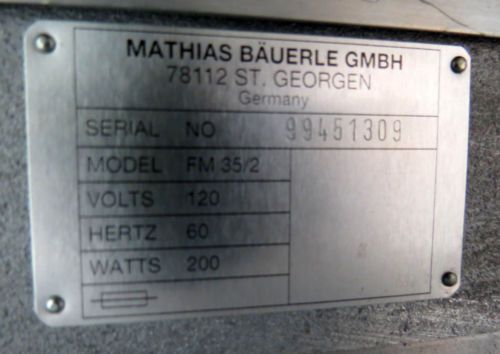 MATHIAS BÄUERLE GMBH
78112 ST. GEORGEN
Germany
SERIAL NO 99451309
MODEL FM 35/2
VOLTS 120
HERTZ 60
WATTS 200